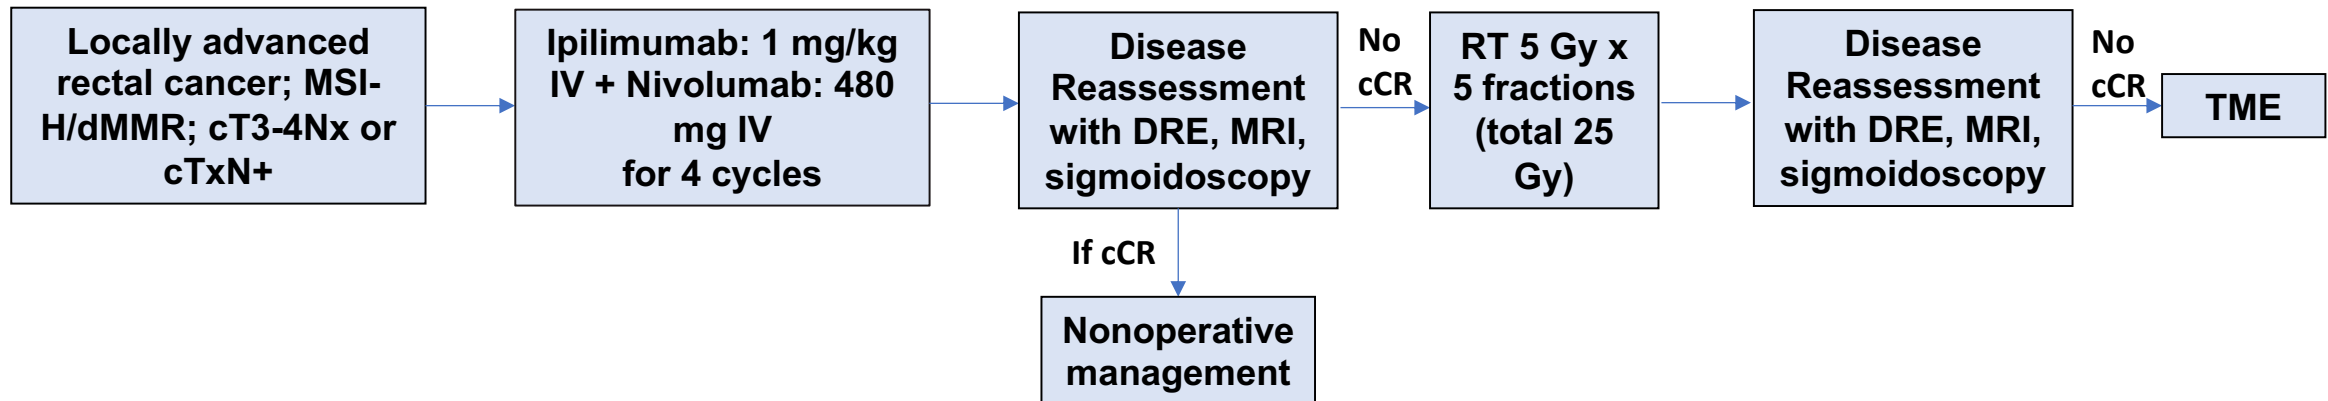 Locally advanced
rectal cancer; MSI-
H/dMMR; cT3-4Nx or
cTxN+
Ipilimumab: 1 mg/kg
IV + Nivolumab: 480
mg IV
for 4 cycles
Disease
Reassessment
with DRE, MRI,
sigmoidoscopy
No
cCR
RT 5 Gy x
5 fractions
(total 25
Gy)
Disease
Reassessment
with DRE, MRI,
sigmoidoscopy
No
cCR
TME
If cCR
Nonoperative
management